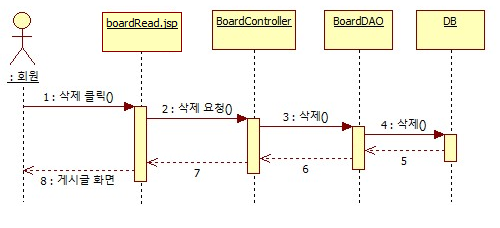 boardRead.jsp
BoardController
BoardDAO
DB
: 회원
1 : 삭제 클릭()
2 : 삭제 요청()
3 : 삭제()
4 : 삭제()
5
6
7
8 : 게시글 화면